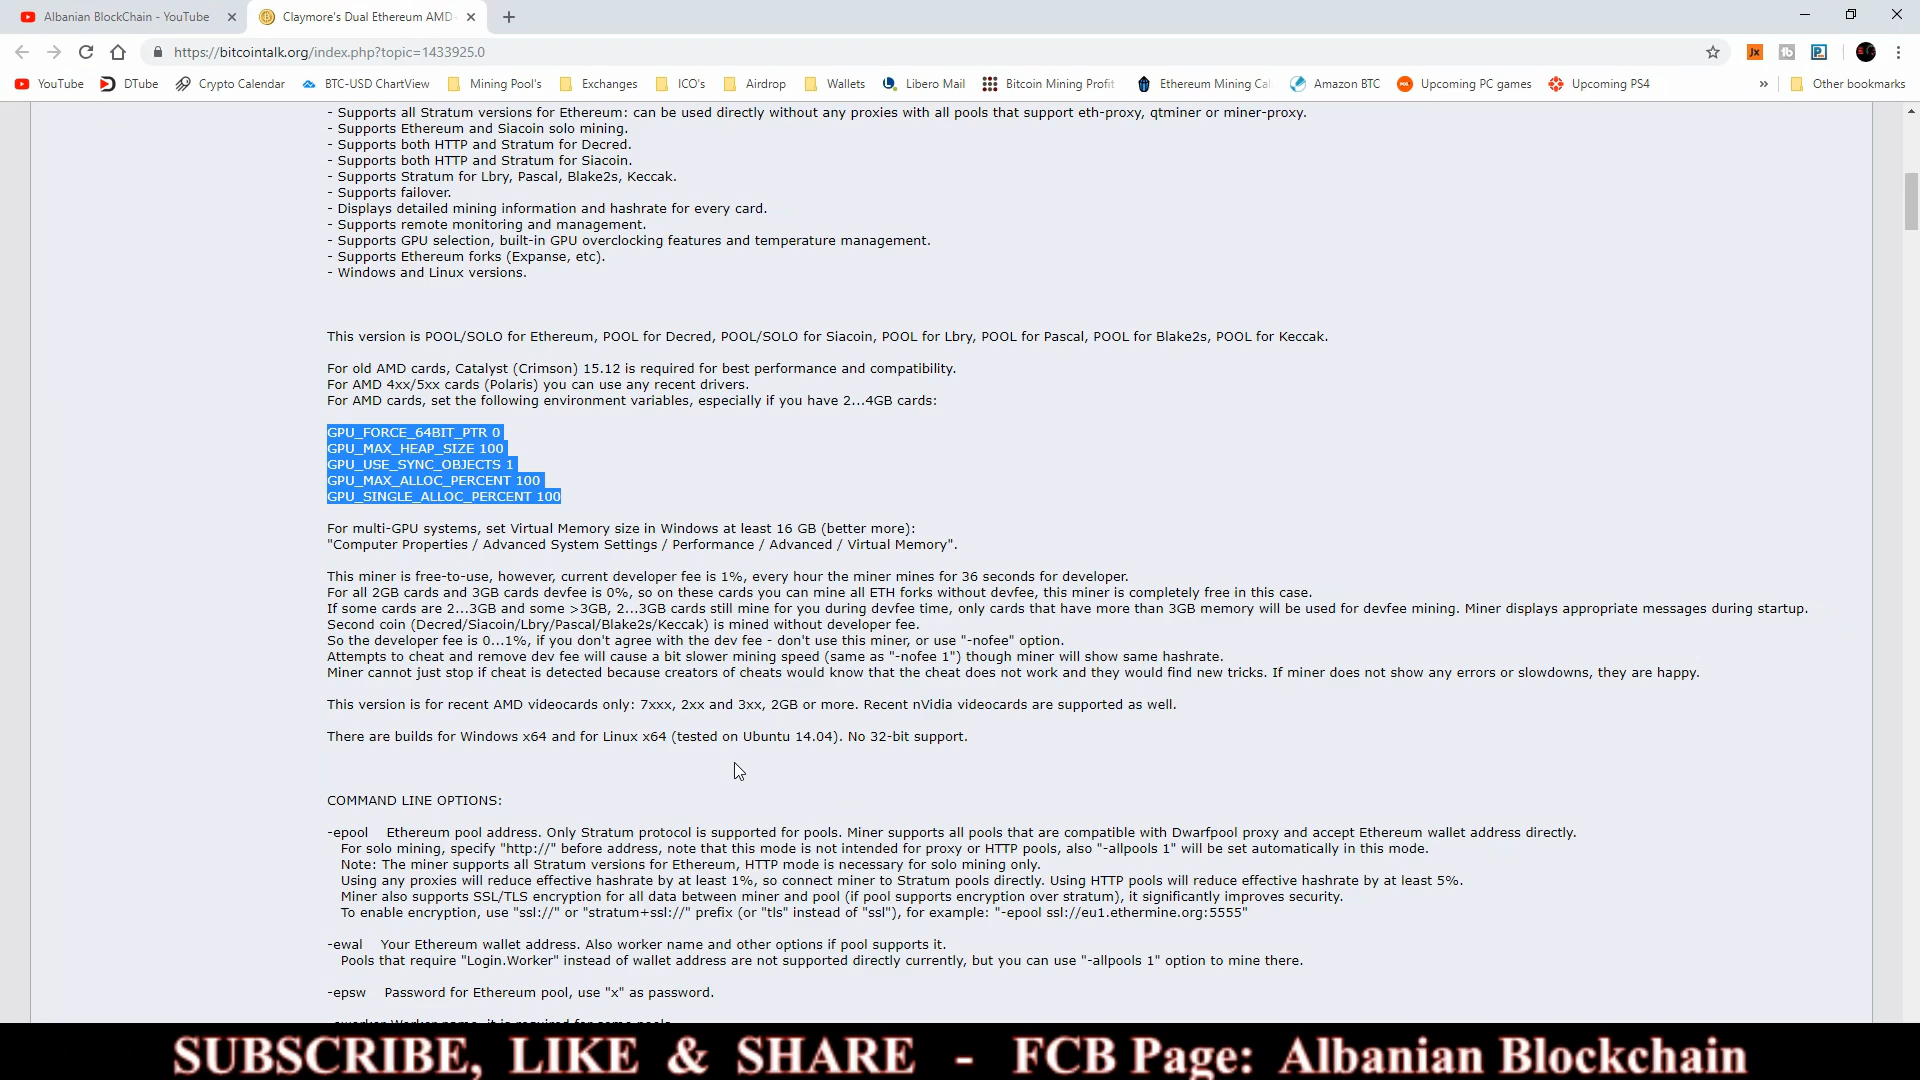 Albanian BlockChain - YouTube
Claymore's Dual Ethereum AMD
https://bitcointalk.org/index.php?topic=1433925.0
YouTube
DTube
Crypto Calendar
BTC-USD ChartView
Mining Pool's
Exchanges
ICO's
Airdrop
Wallets
Libero Mail
Bitcoin Mining Profit
Ethereum Mining Cal
Amazon BTC
Upcoming PC games
Upcoming PS4
»
Other bookmarks
- Supports all Stratum versions for Ethereum: can be used directly without any proxies with all pools that support eth-proxy, qtminer or miner-proxy.
- Supports Ethereum and Siacoin solo mining.
- Supports both HTTP and Stratum for Decred.
- Supports both HTTP and Stratum for Siacoin.
- Supports Stratum for Lbry, Pascal, Blake2s, Keccak.
- Supports failover.
- Displays detailed mining information and hashrate for every card.
- Supports remote monitoring and management.
- Supports GPU selection, built-in GPU overclocking features and temperature management.
- Supports Ethereum forks (Expanse, etc).
- Windows and Linux versions.
This version is POOL/SOLO for Ethereum, POOL for Decred, POOL/SOLO for Siacoin, POOL for Lbry, POOL for Pascal, POOL for Blake2s, POOL for Keccak.
For old AMD cards, Catalyst (Crimson) 15.12 is required for best performance and compatibility.
For AMD 4xx/5xx cards (Polaris) you can use any recent drivers.
For AMD cards, set the following environment variables, especially if you have 2...4GB cards:
GPU_FORCE_64BIT_PTR 0
GPU_MAX_HEAP_SIZE 100
GPU_USE_SYNC_OBJECTS 1
GPU_MAX_ALLOC_PERCENT 100
GPU_SINGLE_ALLOC_PERCENT 100
For multi-GPU systems, set Virtual Memory size in Windows at least 16 GB (better more):
"Computer Properties / Advanced System Settings / Performance / Advanced / Virtual Memory".
This miner is free-to-use, however, current developer fee is 1%, every hour the miner mines for 36 seconds for developer.
For all 2GB cards and 3GB cards devfee is 0%, so on these cards you can mine all ETH forks without devfee, this miner is completely free in this case.
If some cards are 2...3GB and some >3GB, 2...3GB cards still mine for you during devfee time, only cards that have more than 3GB memory will be used for devfee mining. Miner displays appropriate messages during startup.
Second coin (Decred/Siacoin/Lbry/Pascal/Blake2s/Keccak) is mined without developer fee.
So the developer fee is 0...1%, if you don't agree with the dev fee - don't use this miner, or use "-nofee" option.
Attempts to cheat and remove dev fee will cause a bit slower mining speed (same as "-nofee 1") though miner will show same hashrate.
Miner cannot just stop if cheat is detected because creators of cheats would know that the cheat does not work and they would find new tricks. If miner does not show any errors or slowdowns, they are happy.
This version is for recent AMD videocards only: 7xxx, 2xx and 3xx, 2GB or more. Recent nVidia videocards are supported as well.
There are builds for Windows x64 and for Linux x64 (tested on Ubuntu 14.04). No 32-bit support.
COMMAND LINE OPTIONS:
-epool Ethereum pool address. Only Stratum protocol is supported for pools. Miner supports all pools that are compatible with Dwarfpool proxy and accept Ethereum wallet address directly.
For solo mining, specify "http://" before address, note that this mode is not intended for proxy or HTTP pools, also "-allpools 1" will be set automatically in this mode.
Note: The miner supports all Stratum versions for Ethereum, HTTP mode is necessary for solo mining only.
Using any proxies will reduce effective hashrate by at least 1%, so connect miner to Stratum pools directly. Using HTTP pools will reduce effective hashrate by at least 5%.
Miner also supports SSL/TLS encryption for all data between miner and pool (if pool supports encryption over stratum), it significantly improves security.
To enable encryption, use "ssl://" or "stratum+ssl://" prefix (or "tls" instead of "ssl"), for example: "-epool ssl://eu1.ethermine.org:5555"
-ewal Your Ethereum wallet address. Also worker name and other options if pool supports it.
Pools that require "Login.Worker" instead of wallet address are not supported directly currently, but you can use "-allpools 1" option to mine there.
-epsw Password for Ethereum pool, use "x" as password.
SUBSCRIBE, LIKE & SHARE - FCB Page: Albanian Blockchain